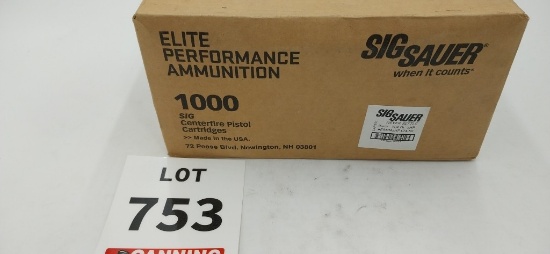 ELITE
PERFORMANCE
AMMUNITION
SIG SAUER®
when it counts®
1000
SIG
Centerfire Pistol
Cartridges
>> Made in the USA.
72 Pease Blvd. Newington, NH 03801
SIG SAUER
LOT
753
CANNING